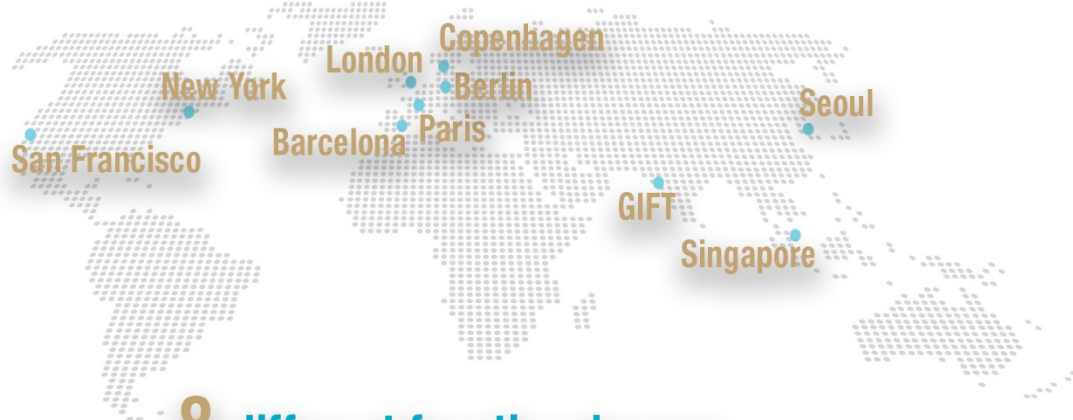 Copenhagen
London
New York
Berlin
Seoul
Paris
Barcelona
San Francisco
GIFT
Singapore